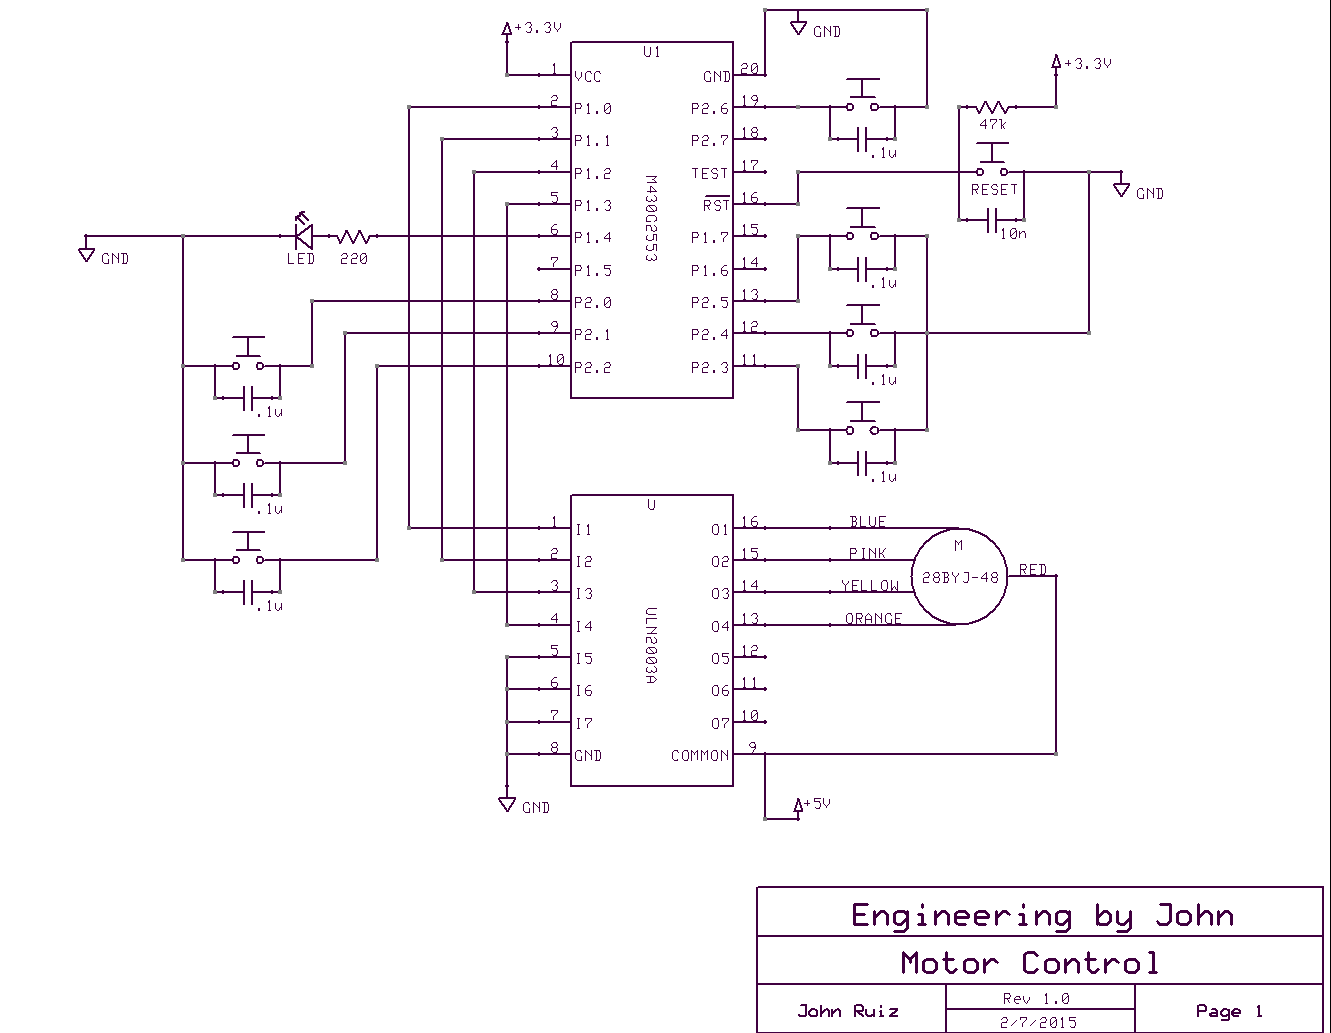 +3.3V
GND
U1
+3.3V
1 VCC GND 20
2 P1.0 P2.6 19
47k
3 P1.1 P2.7 18
.1u
4 P1.2 TEST 17
M430G2553
RESET
5 P1.3 RST 16
GND
6 P1.4 P1.7 15
10n
GND
LED
220
7 P1.5 P1.6 14
.1u
8 P2.0 P2.5 13
9 P2.1 P2.4 12
10 P2.2 P2.3 11
.1u
.1u
.1u
.1u
.1u
U
1 I1 O1 16
BLUE
M
2 I2 O2 15
PINK
28BYJ-48
RED
3 I3 O3 14
YELLOW
ULN2003A
4 I4 O4 13
ORANGE
5 I5 O5 12
6 I6 O6 11
7 I7 O7 10
8 GND COMMON 9
GND
+5V
Engineering by John
Motor Control
John Ruiz
Rev 1.0
2/7/2015
Page 1